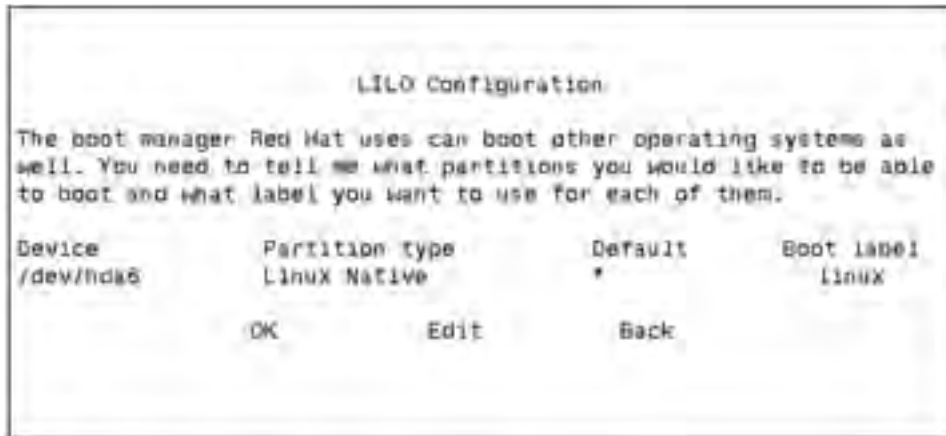 LILO Configuration
The boot manager Red Hat uses can boot other operating systems as
well. You need to tell me what partitions you would like to be able
to boot and what label you want to use for each of them.
Device Partition type Default Boot label
/dev/hda6 Linux Native * linux
OK Edit Back